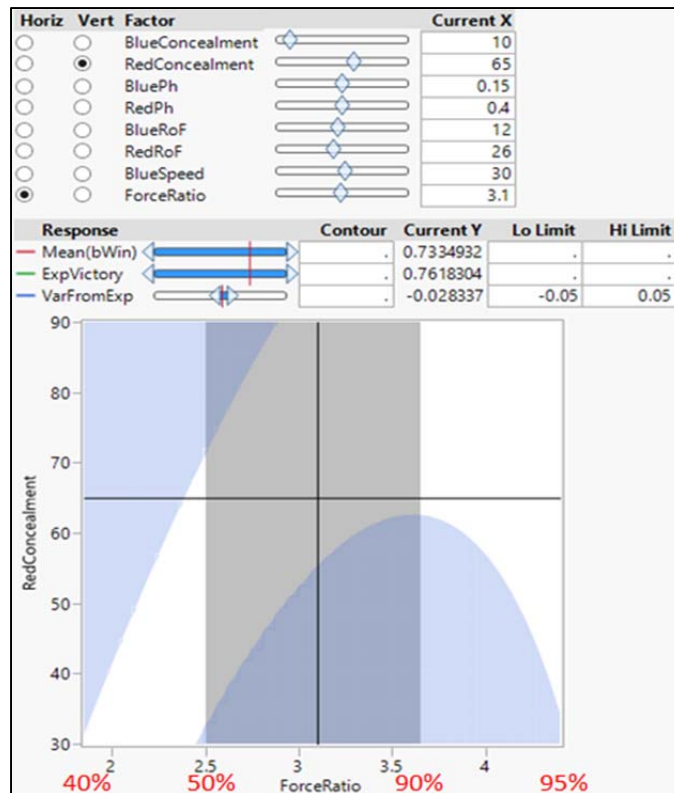 Horiz Vert Factor Current X
BlueConcealment 10
RedConcealment 65
BluePh 0.15
RedPh 0.4
BlueRoF 12
RedRoF 26
BlueSpeed 30
ForceRatio 3.1
Response Contour Current Y Lo Limit Hi Limit
Mean(bWin) . 0.7334932 . .
ExpVictory . 0.7618304 . .
VarFromExp . -0.028337 -0.05 0.05
90
80
70
RedConcealment
60
50
40
30
2 2.5 3 3.5 4
40% 50% ForceRatio 90% 95%